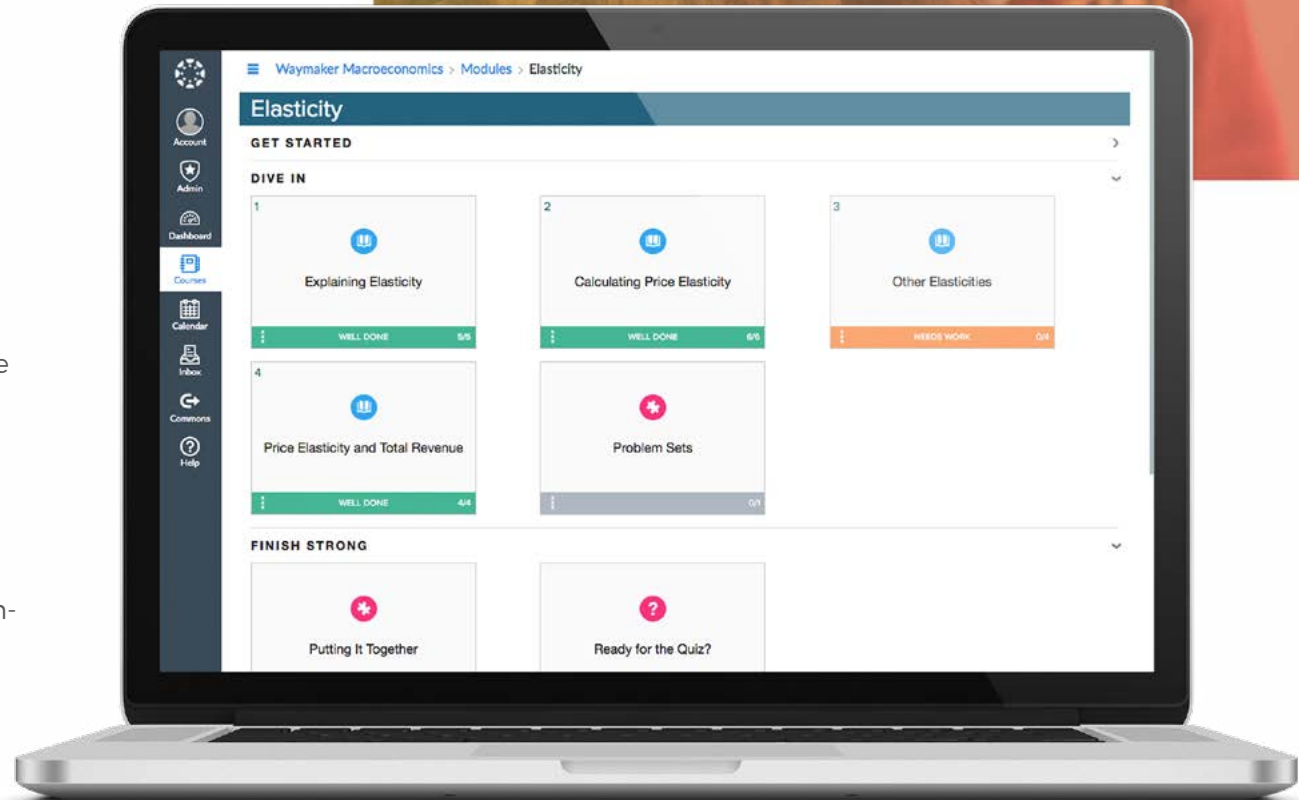 Waymaker Macroeconomics > Modules > Elasticity
Elasticity
GET STARTED
DIVE IN
1
Explaining Elasticity
WELL DONE 5/5
2
Calculating Price Elasticity
WELL DONE 6/6
3
Other Elasticities
NEEDS WORK 0/4
4
Price Elasticity and Total Revenue
WELL DONE 4/4
Problem Sets
0/1
FINISH STRONG
Putting It Together
?
Ready for the Quiz?
Account
Admin
Dashboard
Courses
Calendar
Inbox
Commons
?
Help
e
n-